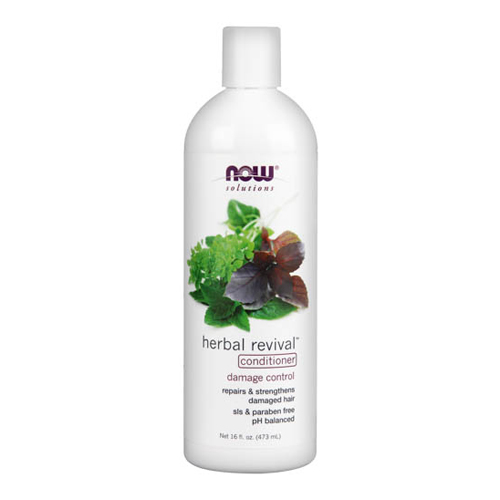 now®
solutions
herbal revival™
conditioner
damage control
repairs & strengthens
damaged hair
sls & paraben free
pH balanced
Net 16 fl. oz. (473 mL)